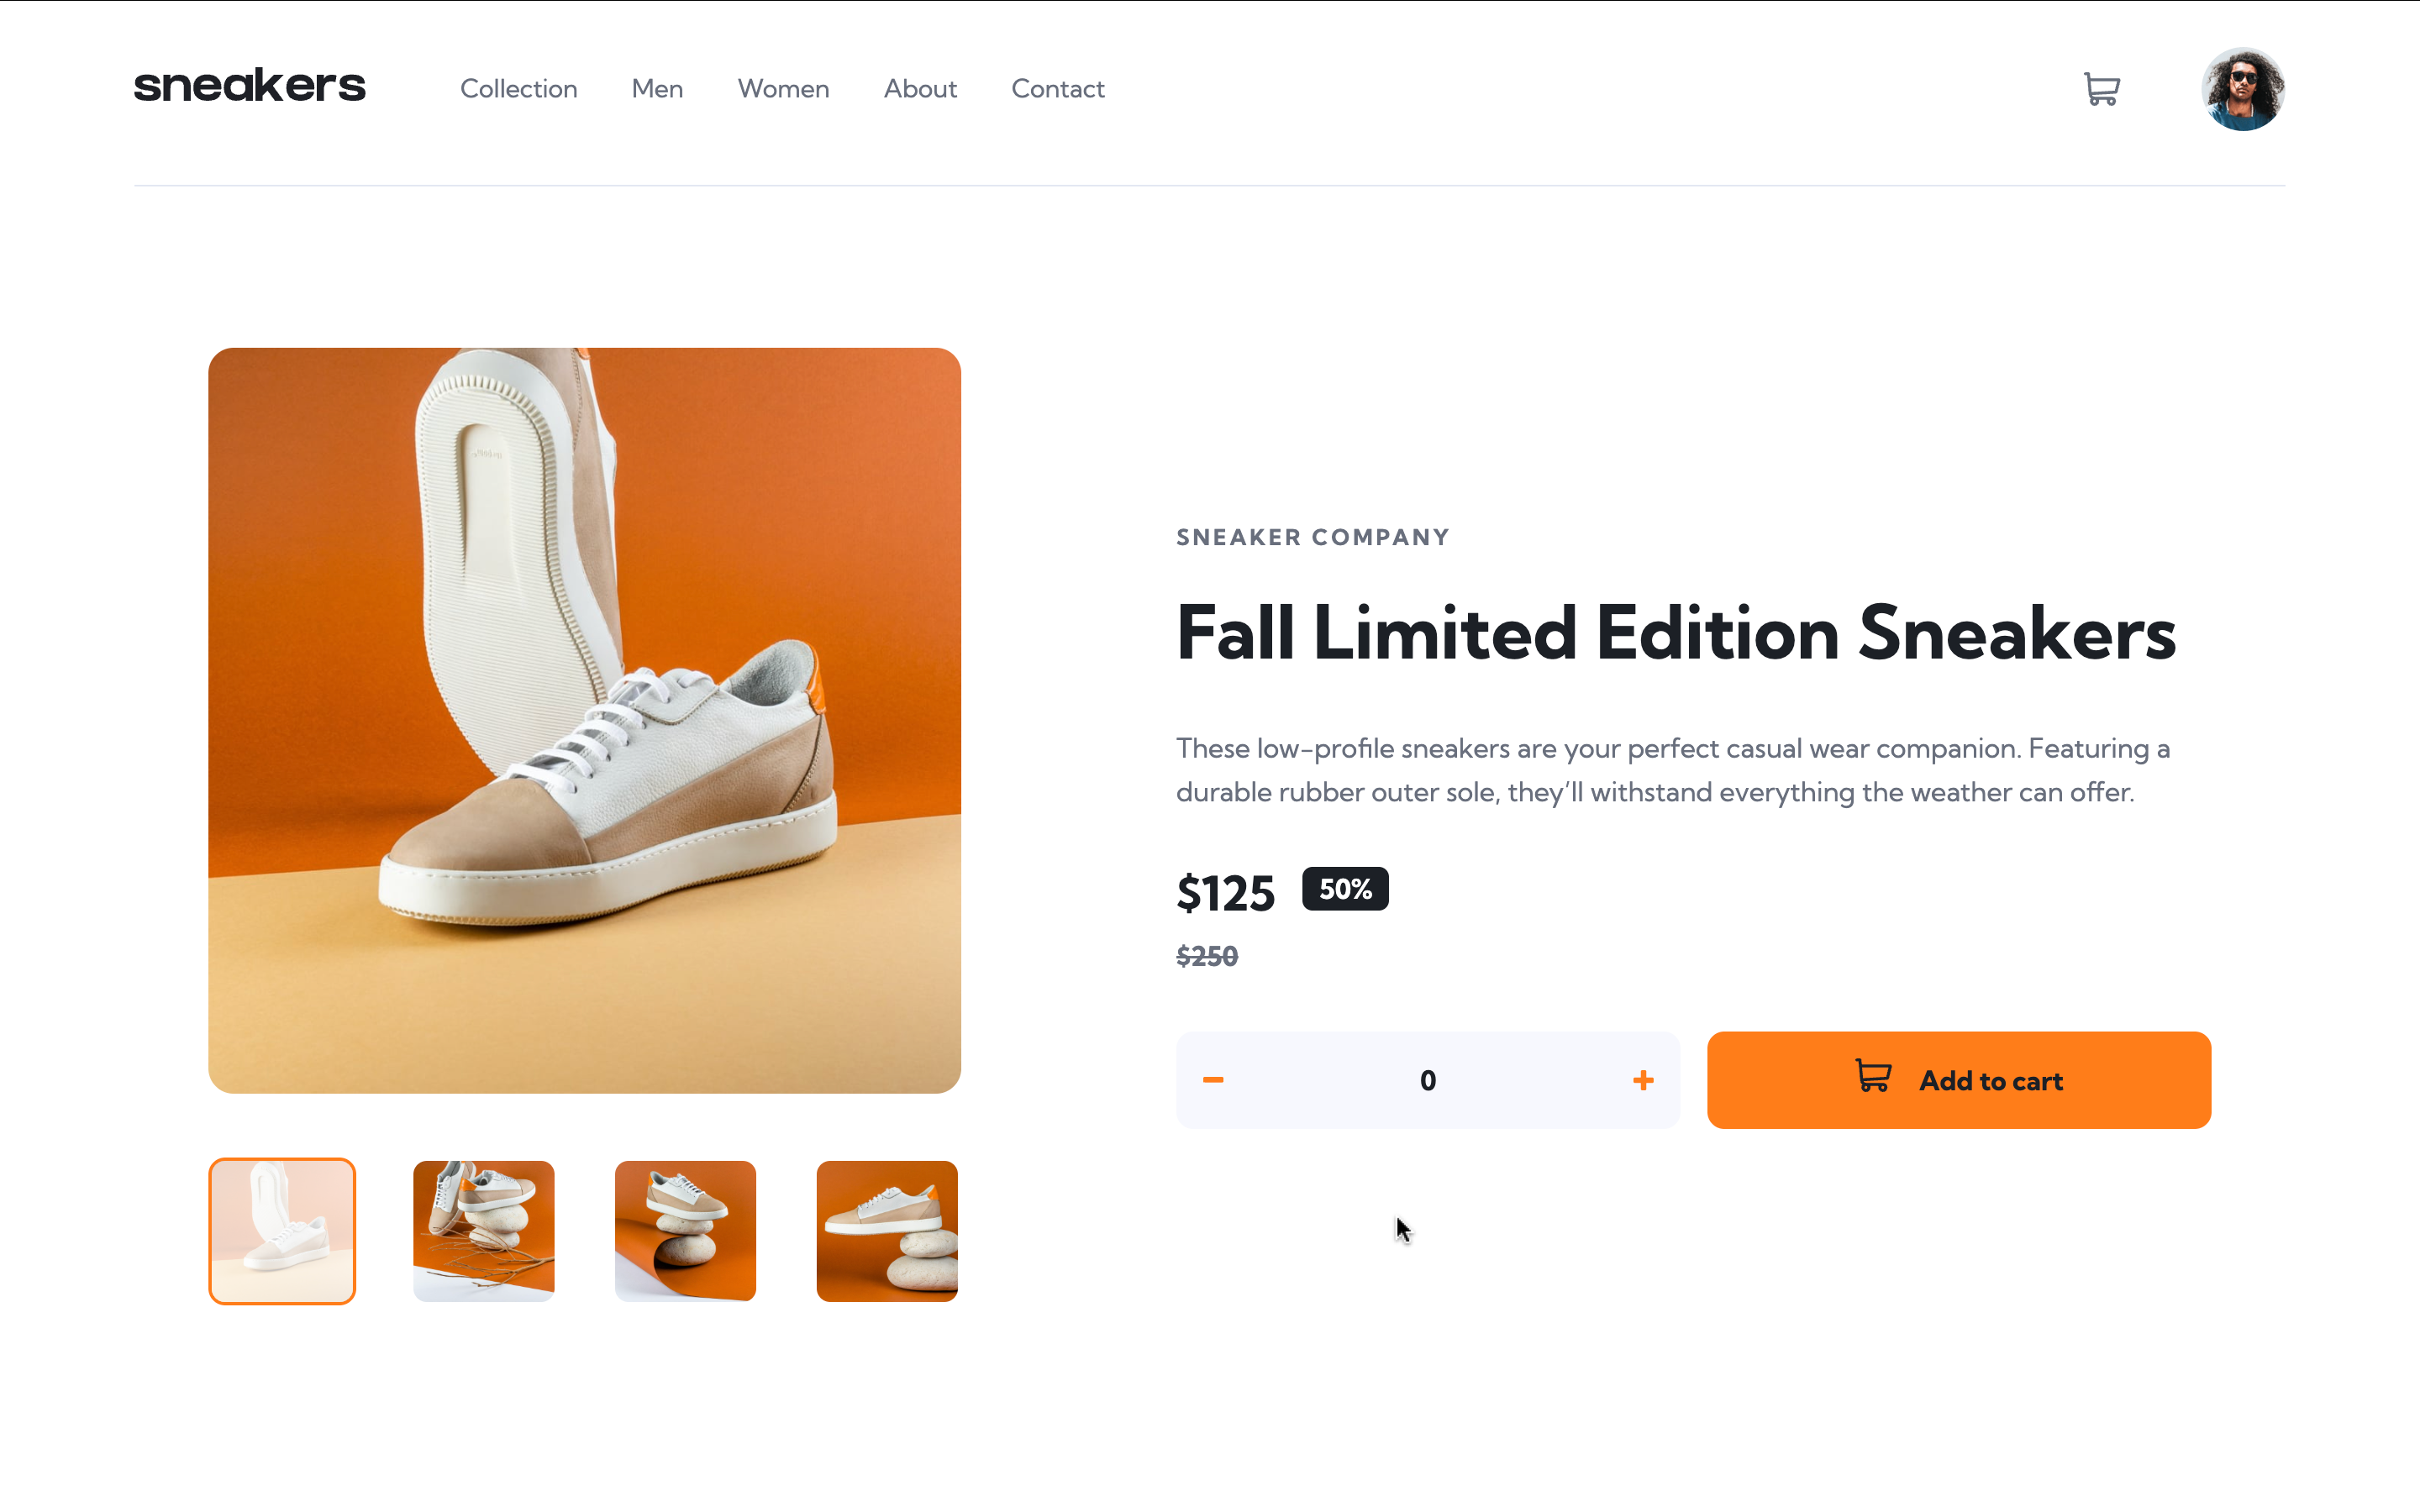 sneakers
Collection Men Women About Contact
SNEAKER COMPANY
Fall Limited Edition Sneakers
These low-profile sneakers are your perfect casual wear companion. Featuring a
durable rubber outer sole, they’ll withstand everything the weather can offer.
$125 50%
$250
− 0 +
Add to cart